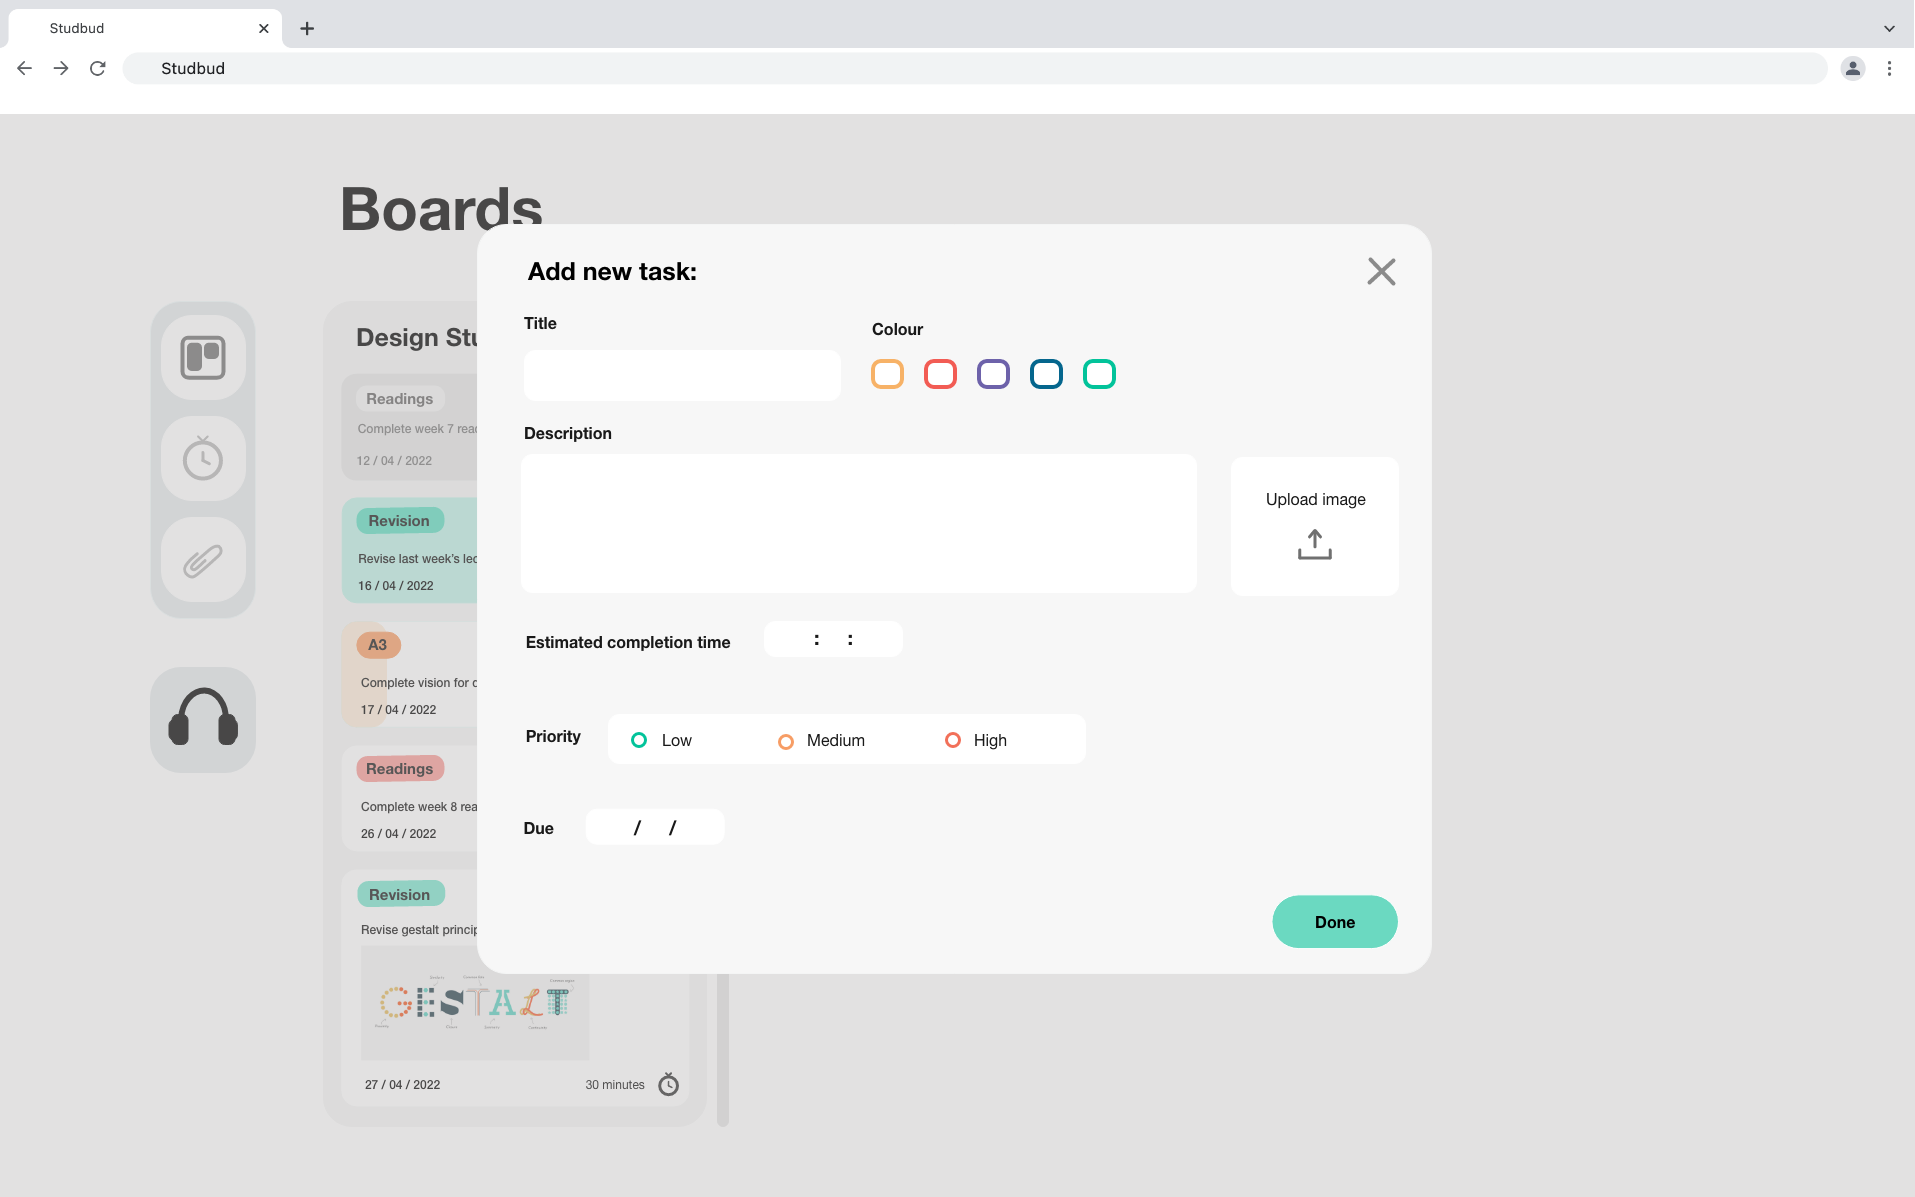 Studbud
Studbud
Boards
Add new task:
Title
Colour
Design Stu
Readings
Complete week 7 read
12 / 04 / 2022
Description
Upload image
Revision
Revise last week's lec
16 / 04 / 2022
Estimated completion time : :
A3
Complete vision for d
17 / 04 / 2022
Priority Low Medium High
Readings
Complete week 8 rea
26 / 04 / 2022
Due / /
Revision
Revise gestalt princip
Done
GESTALT
27 / 04 / 2022 30 minutes